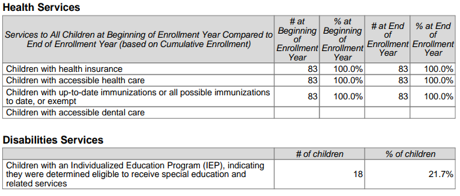 Health Services
Services to All Children at Beginning of Enrollment Year Compared to End of Enrollment Year (based on Cumulative Enrollment) # at Beginning of Enrollment Year % at Beginning of Enrollment Year # at End of Enrollment Year % at End of Enrollment Year
Children with health insurance 83 100.0% 83 100.0%
Children with accessible health care 83 100.0% 83 100.0%
Children with up-to-date immunizations or all possible immunizations
to date, or exempt 83 100.0% 83 100.0%
Children with accessible dental care
Disabilities Services
# of children % of children
Children with an Individualized Education Program (IEP), indicating
they were determined eligible to receive special education and 18 21.7%
related services